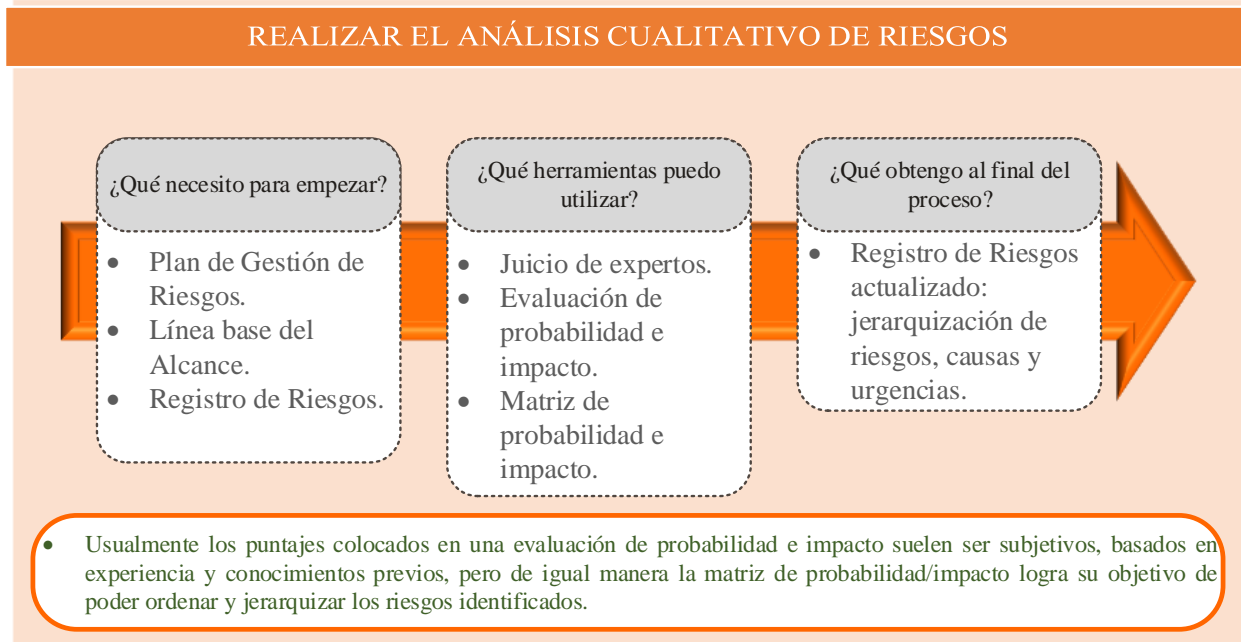 REALIZAR EL ANÁLISIS CUALITATIVO DE RIESGOS
¿Qué necesito para empezar?
• Plan de Gestión de
Riesgos.
• Línea base del
Alcance.
• Registro de Riesgos.
¿Qué herramientas puedo
utilizar?
• Juicio de expertos.
• Evaluación de
probabilidad e
impacto.
• Matriz de
probabilidad e
impacto.
¿Qué obtengo al final del
proceso?
• Registro de Riesgos
actualizado:
jerarquización de
riesgos, causas y
urgencias.
• Usualmente los puntajes colocados en una evaluación de probabilidad e impacto suelen ser subjetivos, basados en
experiencia y conocimientos previos, pero de igual manera la matriz de probabilidad/impacto logra su objetivo de
poder ordenar y jerarquizar los riesgos identificados.